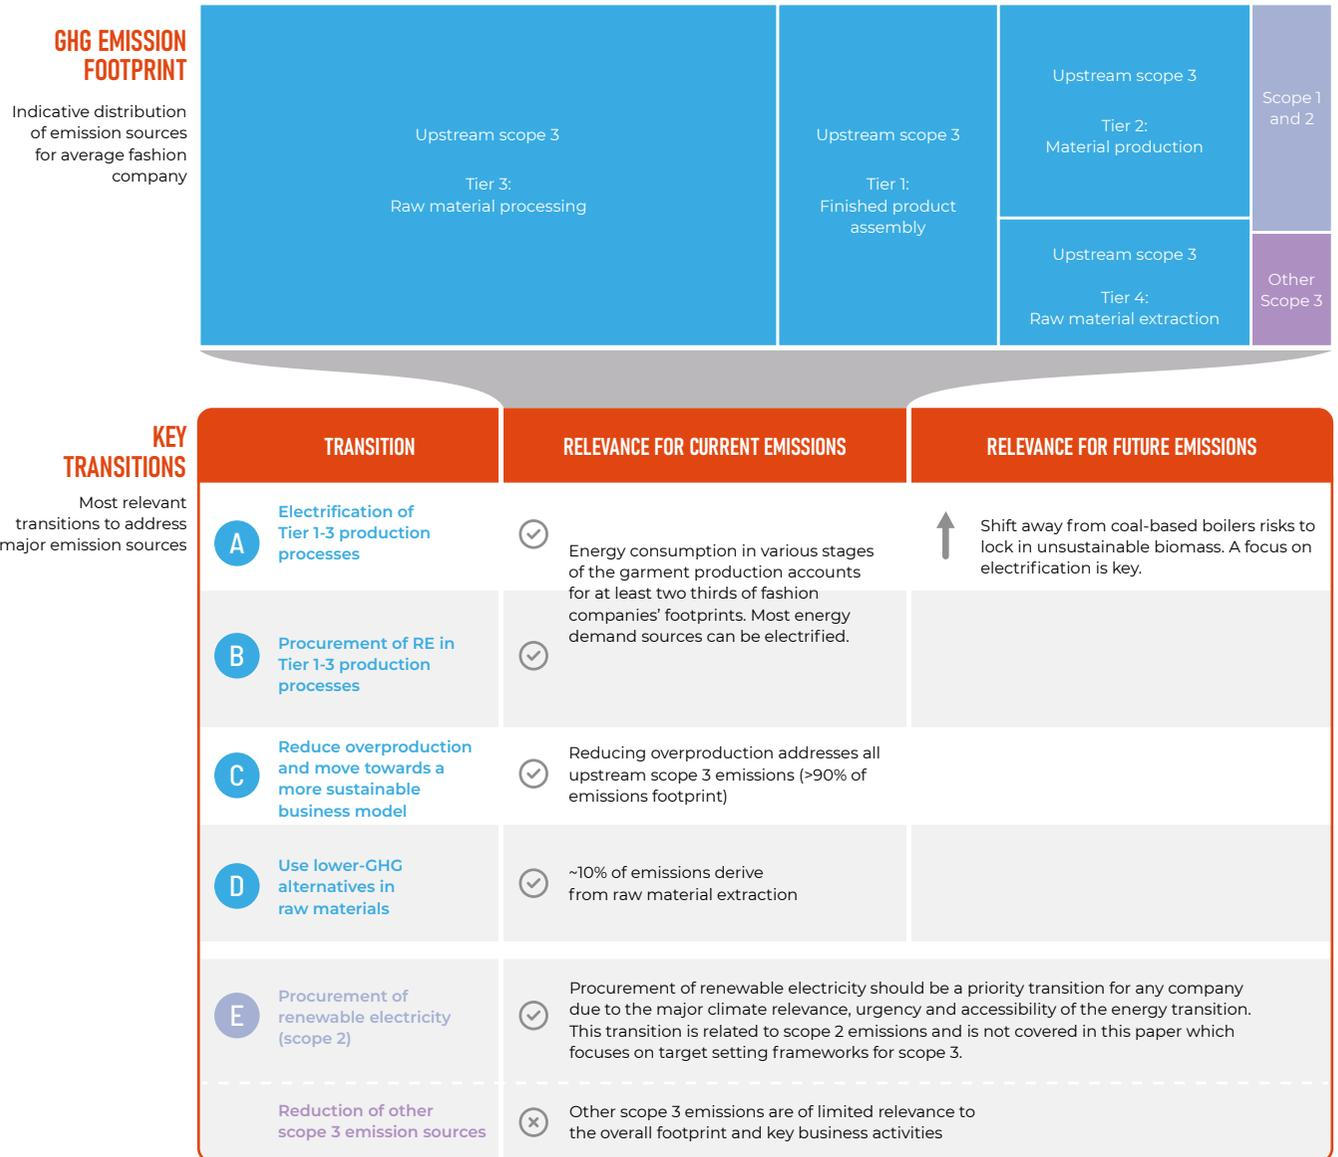 GHG EMISSION
FOOTPRINT
Indicative distribution
of emission sources
for average fashion
company
Upstream scope 3
Tier 3:
Raw material processing
Upstream scope 3
Tier 1:
Finished product
assembly
Upstream scope 3
Tier 2:
Material production
Upstream scope 3
Tier 4:
Raw material extraction
Scope 1
and 2
Other
Scope 3
KEY
TRANSITIONS
Most relevant
transitions to address
major emission sources
TRANSITION
RELEVANCE FOR CURRENT EMISSIONS
RELEVANCE FOR FUTURE EMISSIONS
A
Electrification of
Tier 1-3 production
processes
Energy consumption in various stages
of the garment production accounts
for at least two thirds of fashion
companies’ footprints. Most energy
demand sources can be electrified.
Shift away from coal-based boilers risks to
lock in unsustainable biomass. A focus on
electrification is key.
B
Procurement of RE in
Tier 1-3 production
processes
C
Reduce overproduction
and move towards a
more sustainable
business model
Reducing overproduction addresses all
upstream scope 3 emissions (>90% of
emissions footprint)
D
Use lower-GHG
alternatives in
raw materials
~10% of emissions derive
from raw material extraction
E
Procurement of
renewable electricity
(scope 2)
Procurement of renewable electricity should be a priority transition for any company
due to the major climate relevance, urgency and accessibility of the energy transition.
This transition is related to scope 2 emissions and is not covered in this paper which
focuses on target setting frameworks for scope 3.
Reduction of other
scope 3 emission sources
Other scope 3 emissions are of limited relevance to
the overall footprint and key business activities